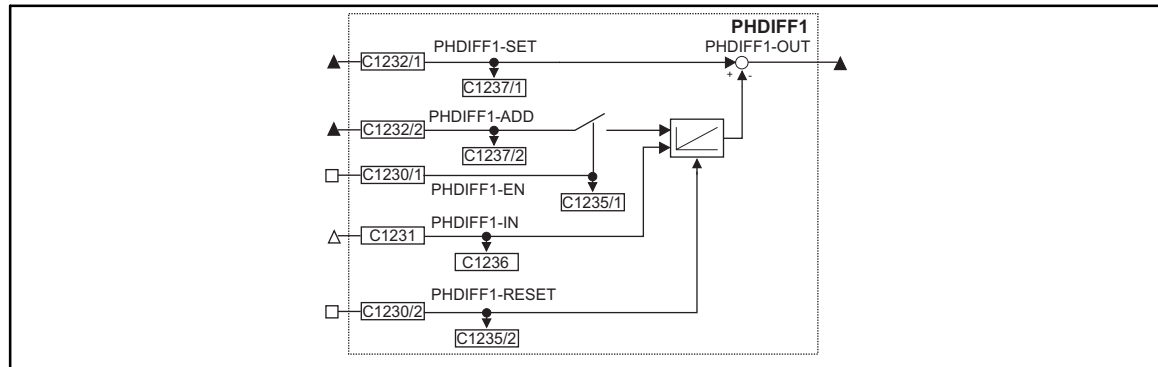 PHDIFF1
PHDIFF1-SET
PHDIFF1-OUT
C1232/1
+ -
C1237/1
PHDIFF1-ADD
C1232/2
C1237/2
C1230/1
PHDIFF1-EN
C1235/1
PHDIFF1-IN
C1231
C1236
PHDIFF1-RESET
C1230/2
C1235/2